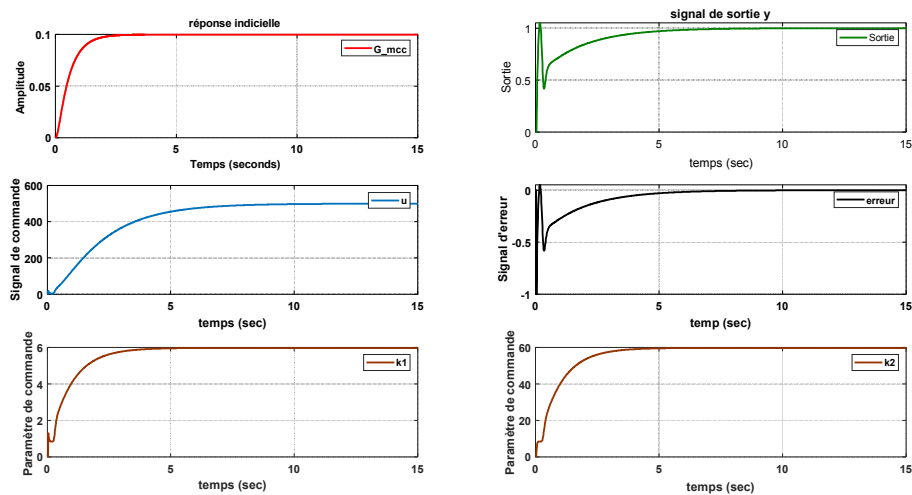 réponse indicielle
0.1
0.05
0
Amplitude
G_mcc
0 5 10 15
Temps (seconds)
signal de sortie y
1
0.5
0
Sortie
Sortie
0 5 10 15
temps (sec)
600
400
200
0
Signal de commande
u
0 5 10 15
temps (sec)
0
-0.5
-1
Signal d'erreur
erreur
0 5 10 15
temp (sec)
6
4
2
0
Paramètre de commande
k1
0 5 10 15
temps (sec)
60
40
20
0
Paramètre de commande
k2
0 5 10 15
temps (sec)